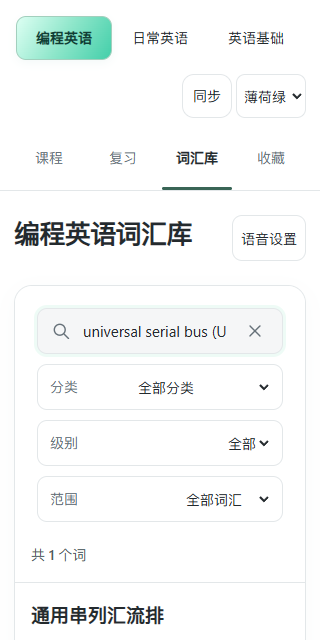 编程英语 日常英语 英语基础
同步 薄荷绿
课程 复习 词汇库 收藏
编程英语词汇库 语音设置
universal serial bus (U
分类 全部分类
级别 全部
范围 全部词汇
共 1 个词
通用串列汇流排